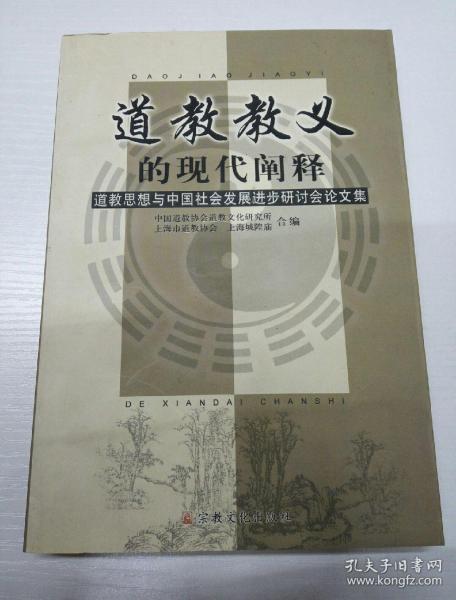 DAOJIAO JIAOYI
道教教义
的现代阐释
道教思想与中国社会发展进步研讨会论文集
中国道教协会道教文化研究所
上海市道教协会 上海城隍庙 合编
DE XIANDAI CHANSHI
宗教文化出版社
孔夫子旧书网
www.kongfz.com